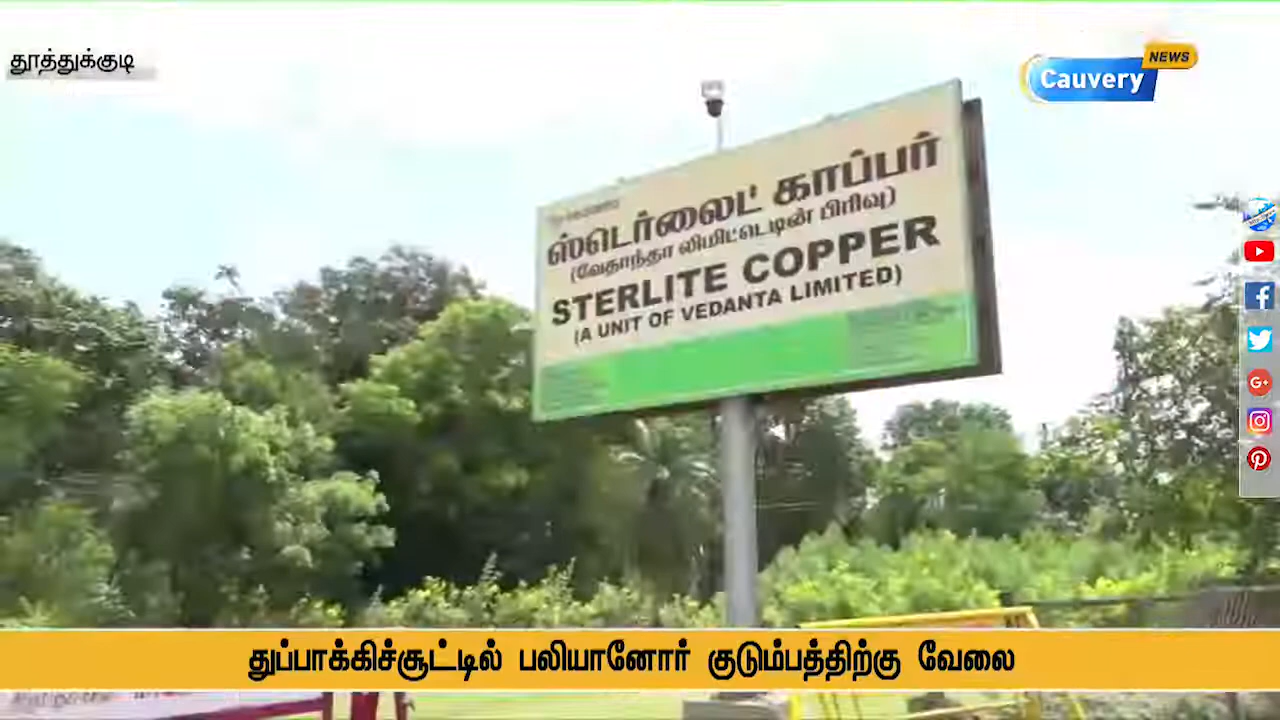 தூத்துக்குடி
NEWS
Cauvery
ஸ்டெர்லைட் காப்பர்
(வேதாந்தா லிமிட்டெடின் பிரிவு)
STERLITE COPPER
(A UNIT OF VEDANTA LIMITED)
துப்பாக்கிச்சூட்டில் பலியானோர் குடும்பத்திற்கு வேலை